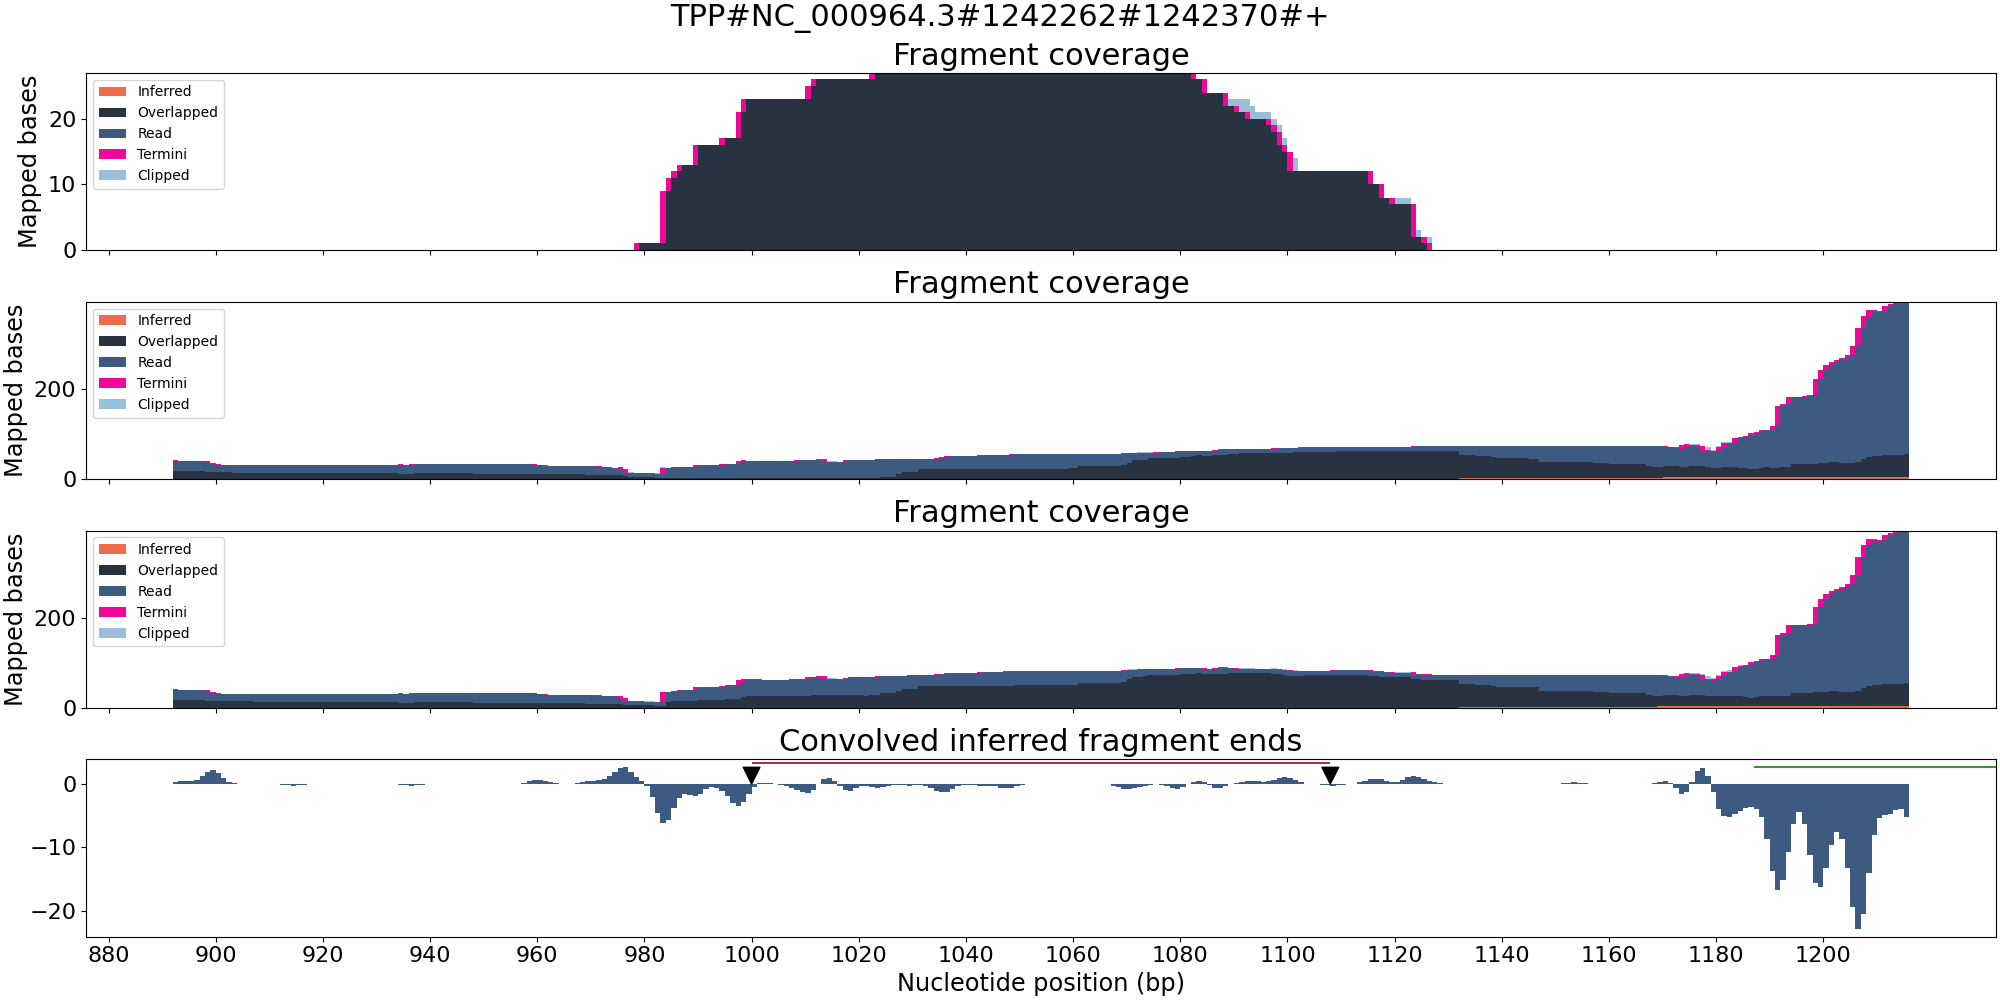 TPP#NC_000964.3#1242262#1242370#+
Fragment coverage
Mapped bases
20
10
0
Inferred
Overlapped
Read
Termini
Clipped
Fragment coverage
Mapped bases
200
0
Inferred
Overlapped
Read
Termini
Clipped
Fragment coverage
Mapped bases
200
0
Inferred
Overlapped
Read
Termini
Clipped
Convolved inferred fragment ends
0
−10
−20
880 900 920 940 960 980 1000 1020 1040 1060 1080 1100 1120 1140 1160 1180 1200
Nucleotide position (bp)